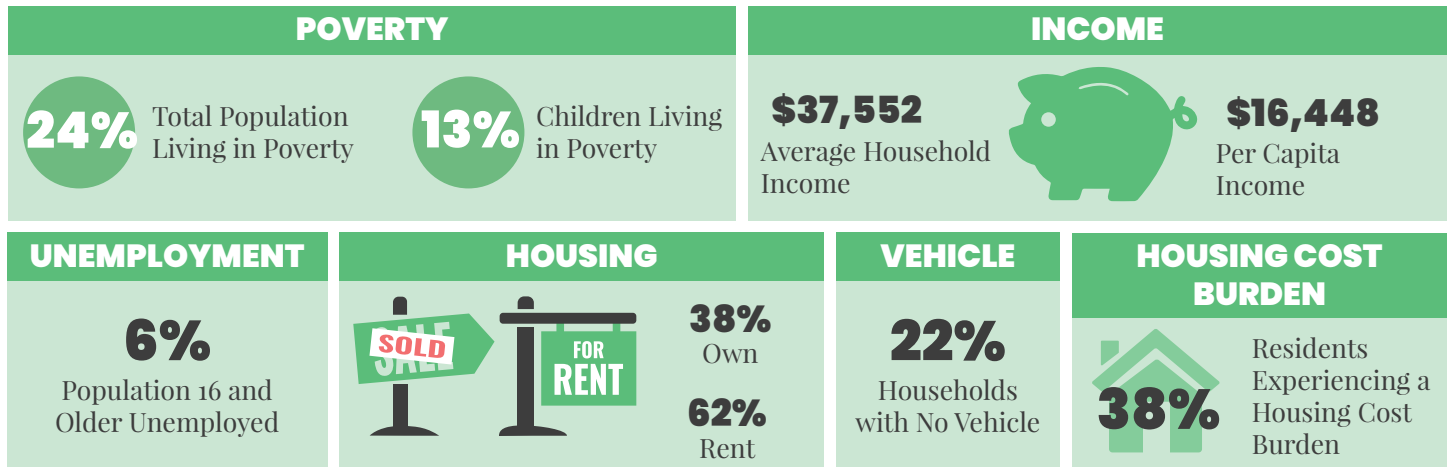 POVERTY
24%
Total Population
Living in Poverty
13%
Children Living
in Poverty
INCOME
$37,552
Average Household
Income
$16,448
Per Capita
Income
UNEMPLOYMENT
6%
Population 16 and
Older Unemployed
HOUSING
SALE
SOLD
FOR
RENT
38%
Own
62%
Rent
VEHICLE
22%
Households
with No Vehicle
HOUSING COST
BURDEN
38%
Residents
Experiencing a
Housing Cost
Burden